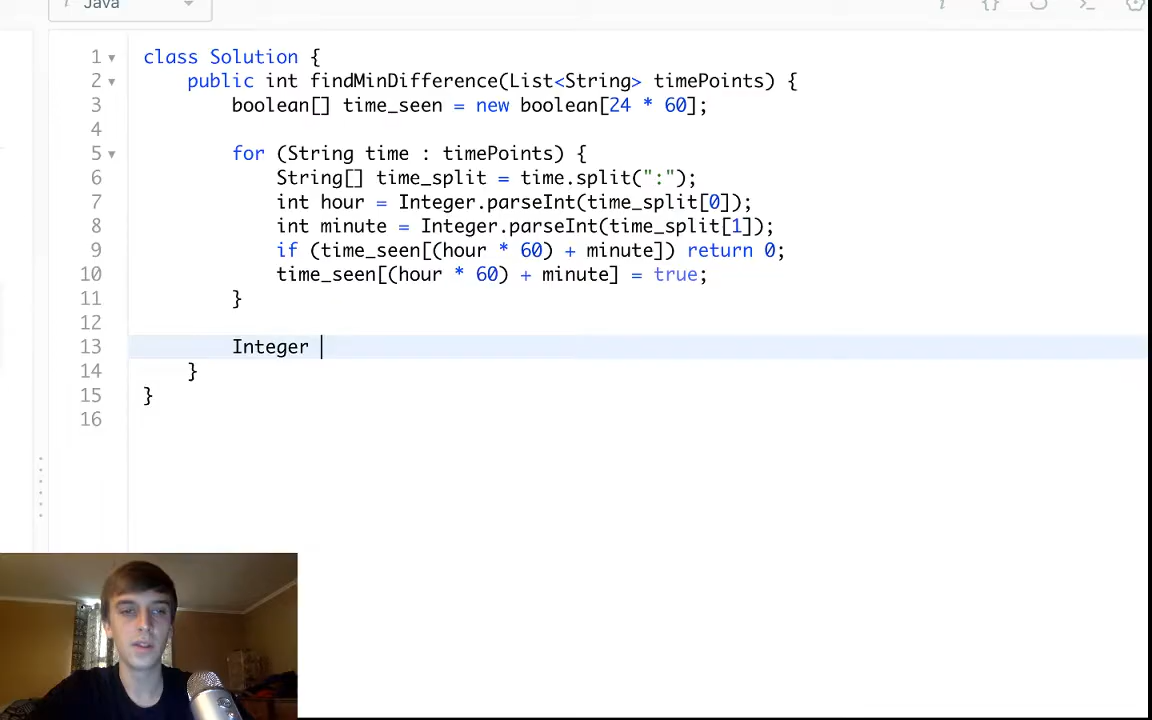 Java
1 class Solution {
2 public int findMinDifference(List<String> timePoints) {
3 boolean[] time_seen = new boolean[24 * 60];
4
5 for (String time : timePoints) {
6 String[] time_split = time.split(":");
7 int hour = Integer.parseInt(time_split[0]);
8 int minute = Integer.parseInt(time_split[1]);
9 if (time_seen[(hour * 60) + minute]) return 0;
10 time_seen[(hour * 60) + minute] = true;
11 }
12
13 Integer
14 }
15 }
16